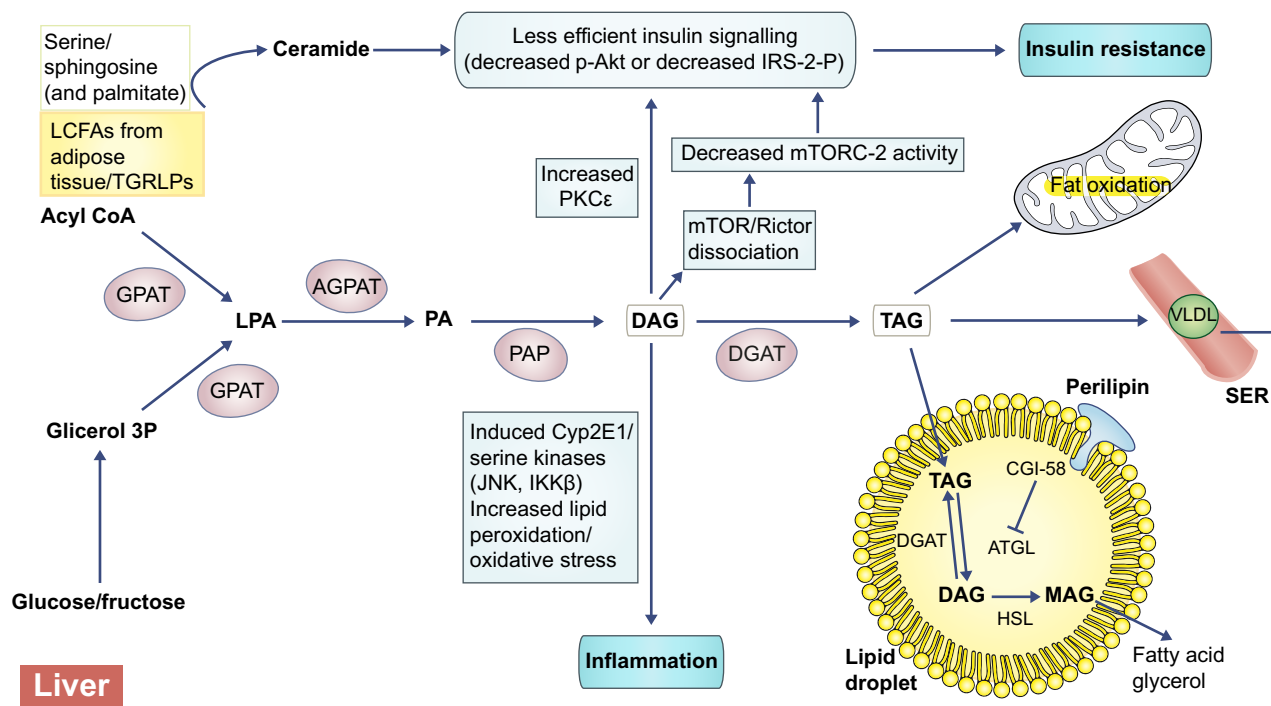 Serine/
sphingosine
(and palmitate)
LCFAs from
adipose
tissue/TGRLPs
Acyl CoA
Ceramide
Less efficient insulin signalling
(decreased p-Akt or decreased IRS-2-P)
Insulin resistance
Increased
PKCε
Decreased mTORC-2 activity
mTOR/Rictor
dissociation
Fat oxidation
GPAT
AGPAT
LPA
PA
DAG
TAG
PAP
DGAT
VLDL
SER
GPAT
Glicerol 3P
Glucose/fructose
Induced Cyp2E1/
serine kinases
(JNK, IKKβ)
Increased lipid
peroxidation/
oxidative stress
Inflammation
Perilipin
CGI-58
TAG
DGAT
ATGL
DAG
MAG
HSL
Lipid
droplet
Fatty acid
glycerol
Liver